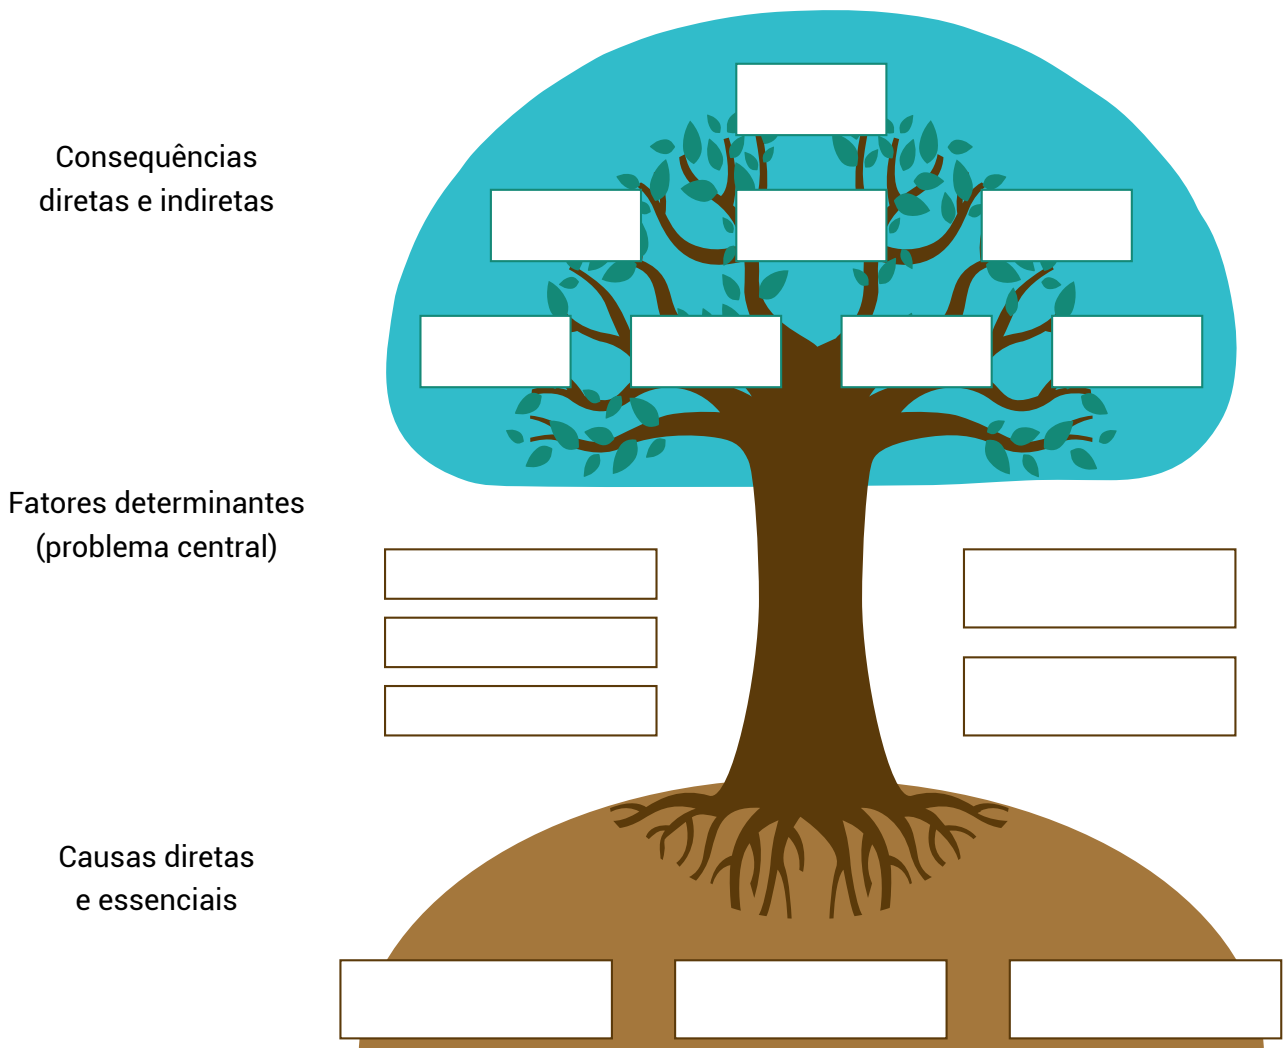 Consequências
diretas e indiretas
Fatores determinantes
(problema central)
Causas diretas
e essenciais